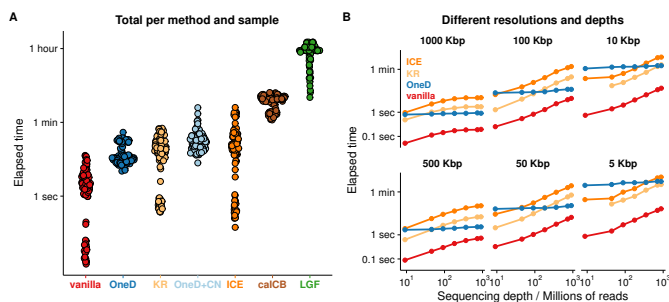 A
Total per method and sample
Elapsed time
1 hour
1 min
1 sec
vanilla OneD KR OneD+CN ICE calCB LGF
B
Different resolutions and depths
1000 Kbp 100 Kbp 10 Kbp
ICE
KR
OneD
vanilla
1 min
1 sec
0.1 sec
Elapsed time
500 Kbp 50 Kbp 5 Kbp
1 min
1 sec
0.1 sec
10¹ 10² 10³ 10¹ 10² 10³ 10¹ 10² 10³
Sequencing depth / Millions of reads